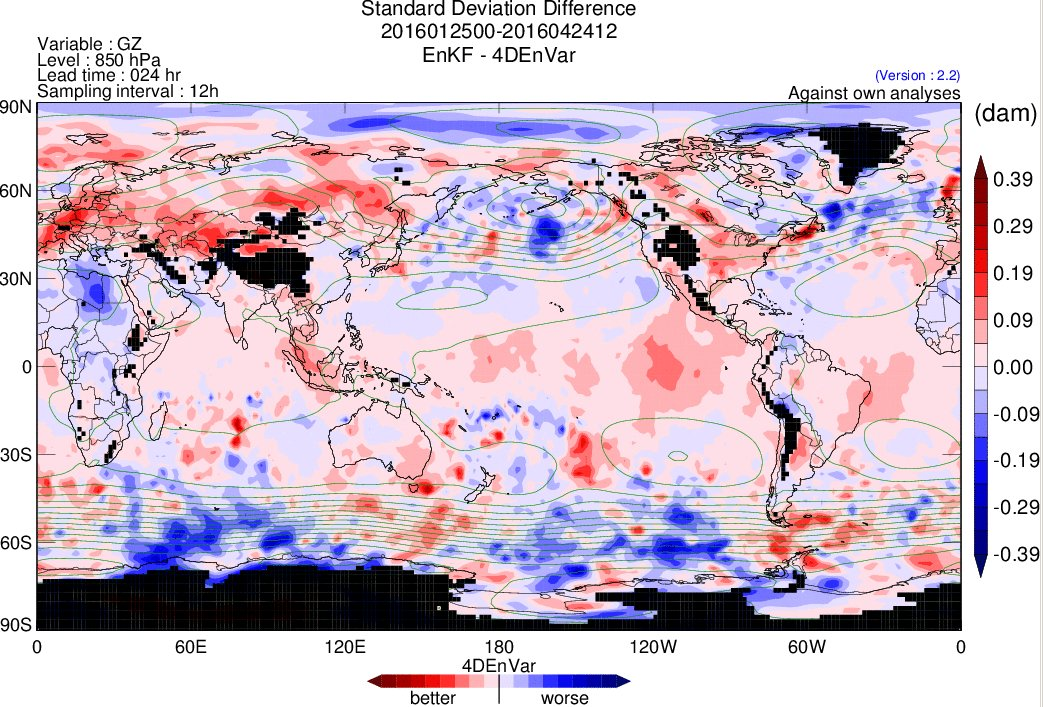 Standard Deviation Difference
2016012500-2016042412
EnKF - 4DEnVar
Variable : GZ
Level : 850 hPa
Lead time : 024 hr
Sampling interval : 12h
(Version : 2.2)
Against own analyses
(dam)
90N
60N
30N
0
30S
60S
90S
0.39
0.29
0.19
0.09
0.00
-0.09
-0.19
-0.29
-0.39
0 60E 120E 180 120W 60W 0
4DEnVar
better worse